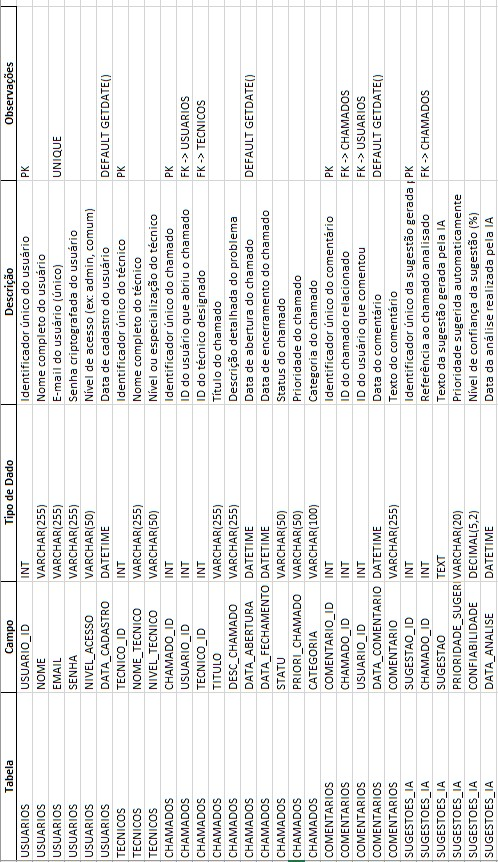 Tabela Campo Tipo de Dado Descrição Observações
USUARIOS USUARIO_ID INT Identificador único do usuário PK
USUARIOS NOME VARCHAR(255) Nome completo do usuário
USUARIOS EMAIL VARCHAR(255) E-mail do usuário (único) UNIQUE
USUARIOS SENHA VARCHAR(255) Senha criptografada do usuário
USUARIOS NIVEL_ACESSO VARCHAR(50) Nível de acesso (ex: admin, comum)
USUARIOS DATA_CADASTRO DATETIME Data de cadastro do usuário DEFAULT GETDATE()
TECNICOS TECNICO_ID INT Identificador único do técnico PK
TECNICOS NOME_TECNICO VARCHAR(255) Nome completo do técnico
TECNICOS NIVEL_TECNICO VARCHAR(50) Nível ou especialização do técnico
CHAMADOS CHAMADO_ID INT Identificador único do chamado PK
CHAMADOS USUARIO_ID INT ID do usuário que abriu o chamado FK -> USUARIOS
CHAMADOS TECNICO_ID INT ID do técnico designado FK -> TECNICOS
CHAMADOS TITULO VARCHAR(255) Título do chamado
CHAMADOS DESC_CHAMADO VARCHAR(255) Descrição detalhada do problema
CHAMADOS DATA_ABERTURA DATETIME Data de abertura do chamado DEFAULT GETDATE()
CHAMADOS DATA_FECHAMENTO DATETIME Data de encerramento do chamado
CHAMADOS STATU VARCHAR(50) Status do chamado
CHAMADOS PRIORI_CHAMADO VARCHAR(50) Prioridade do chamado
CHAMADOS CATEGORIA VARCHAR(100) Categoria do chamado
COMENTARIOS COMENTARIO_ID INT Identificador único do comentário PK
COMENTARIOS CHAMADO_ID INT ID do chamado relacionado FK -> CHAMADOS
COMENTARIOS USUARIO_ID INT ID do usuário que comentou FK -> USUARIOS
COMENTARIOS DATA_COMENTARIO DATETIME Data do comentário DEFAULT GETDATE()
COMENTARIOS COMENTARIO VARCHAR(255) Texto do comentário
SUGESTOES_IA SUGESTAO_ID INT Identificador único da sugestão gerada p PK
SUGESTOES_IA CHAMADO_ID INT Referência ao chamado analisado FK -> CHAMADOS
SUGESTOES_IA SUGESTAO TEXT Texto da sugestão gerada pela IA
SUGESTOES_IA PRIORIDADE_SUGERI VARCHAR(20) Prioridade sugerida automaticamente
SUGESTOES_IA CONFIABILIDADE DECIMAL(5,2) Nível de confiança da sugestão (%)
SUGESTOES_IA DATA_ANALISE DATETIME Data da análise realizada pela IA